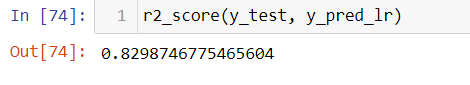 In [74]: 1 r2_score(y_test, y_pred_lr)
Out[74]: 0.8298746775465604